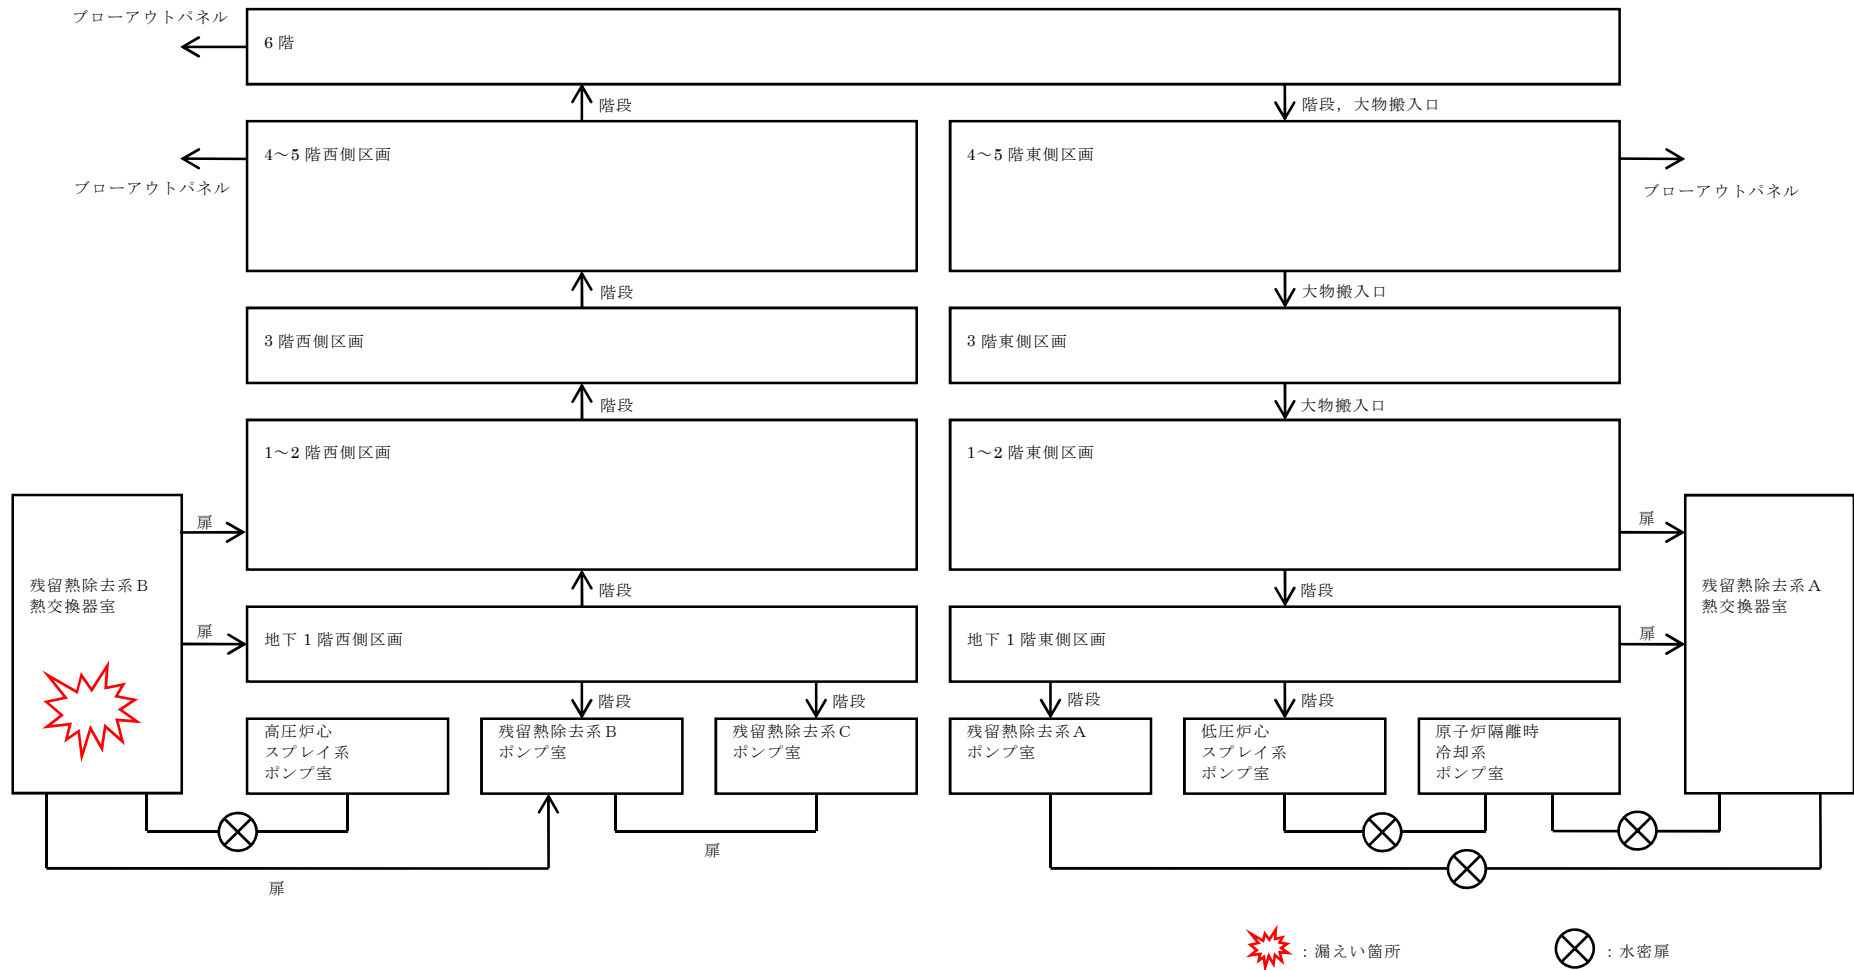 ブローアウトパネル
6 階
階段
階段，大物搬入口
4～5 階西側区画
4～5 階東側区画
ブローアウトパネル
ブローアウトパネル
階段
大物搬入口
3 階西側区画
3 階東側区画
階段
大物搬入口
1～2 階西側区画
1～2 階東側区画
扉
扉
残留熱除去系B
熱交換器室
階段
階段
残留熱除去系A
熱交換器室
扉
地下 1 階西側区画
地下 1 階東側区画
扉
階段
階段
階段
階段
高圧炉心
スプレイ系
ポンプ室
残留熱除去系B
ポンプ室
残留熱除去系C
ポンプ室
残留熱除去系A
ポンプ室
低圧炉心
スプレイ系
ポンプ室
原子炉隔離時
冷却系
ポンプ室
扉
扉
：漏えい箇所
：水密扉